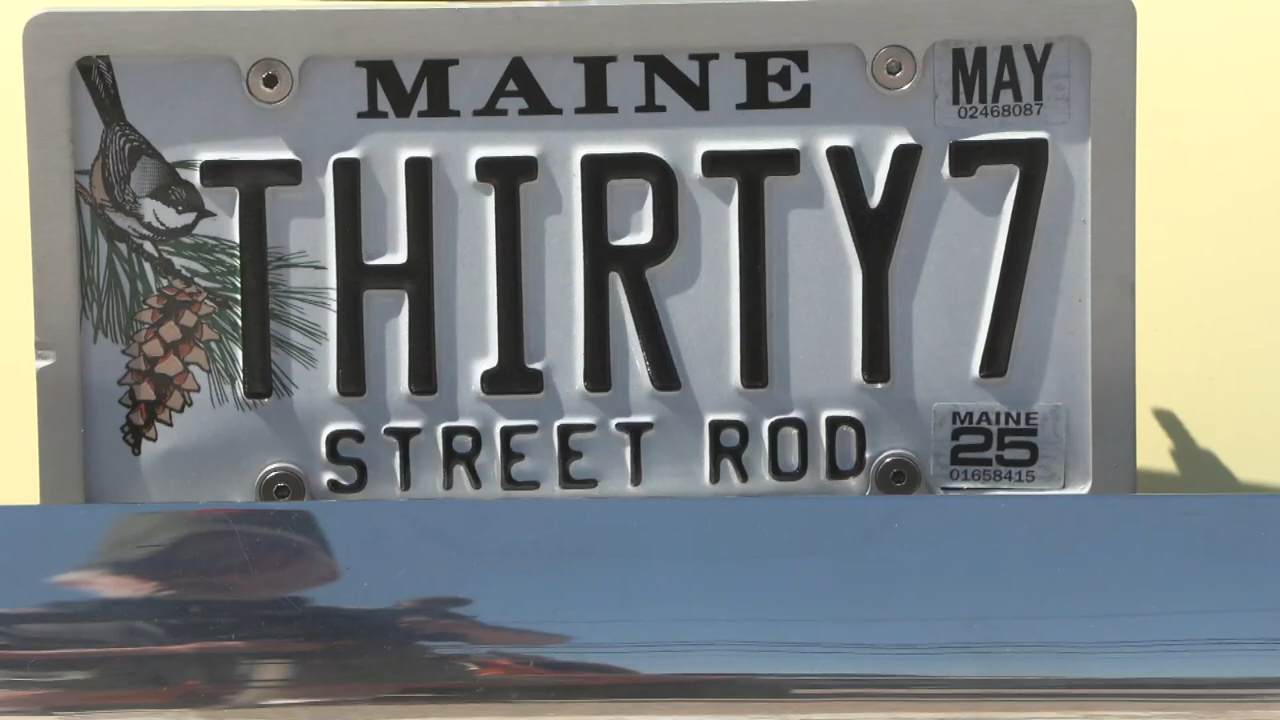 MAINE
MAY
02468087
THIRTY7
STREET ROD
MAINE
25
01658415